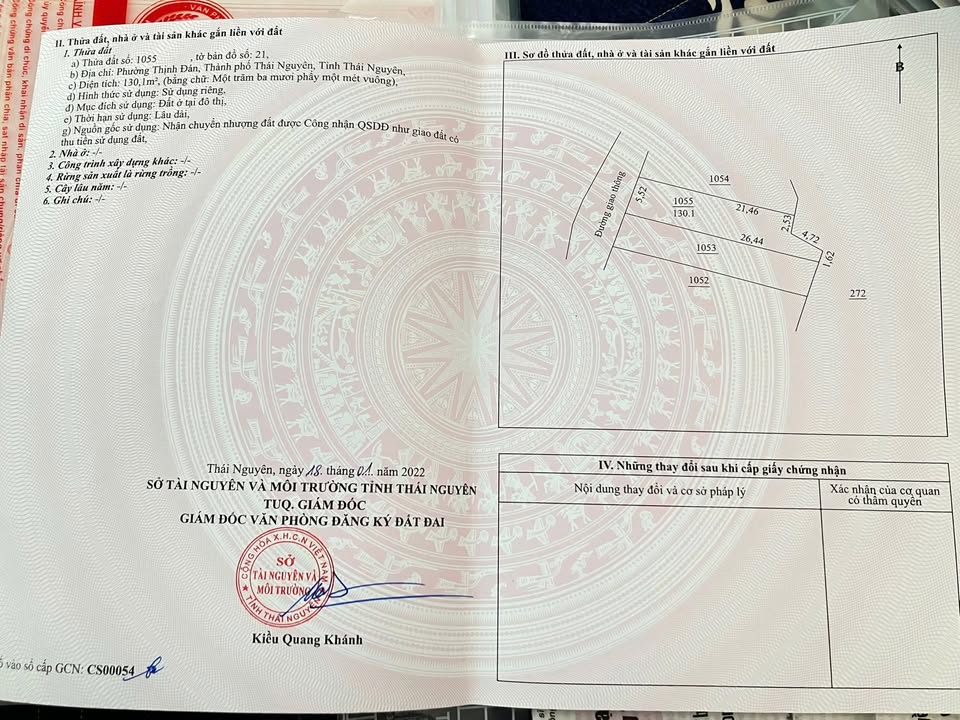 II. Thửa đất, nhà ở và tài sản khác gắn liền với đất
1. Thửa đất
a) Thửa đất số: 1055 , tờ bản đồ số: 21,
b) Địa chỉ: Phường Thịnh Đán, Thành phố Thái Nguyên, Tỉnh Thái Nguyên,
c) Diện tích: 130,1m², (bằng chữ: Một trăm ba mươi phẩy một mét vuông),
d) Hình thức sử dụng: Sử dụng riêng,
đ) Mục đích sử dụng: Đất ở tại đô thị,
e) Thời hạn sử dụng: Lâu dài,
g) Nguồn gốc sử dụng: Nhận chuyển nhượng đất được Công nhận QSDĐ như giao đất có
thu tiền sử dụng đất,
2. Nhà ở: -/-
3. Công trình xây dựng khác: -/-
4. Rừng sản xuất là rừng trồng: -/-
5. Cây lâu năm: -/-
6. Ghi chú: -/-
Thái Nguyên, ngày 18 tháng 01 năm 2022
SỞ TÀI NGUYÊN VÀ MÔI TRƯỜNG TỈNH THÁI NGUYÊN
TUQ. GIÁM ĐỐC
GIÁM ĐỐC VĂN PHÒNG ĐĂNG KÝ ĐẤT ĐAI
CỘNG HÒA X.H.C.N VIỆT NAM
SỞ
TÀI NGUYÊN VÀ
MÔI TRƯỜNG
★ TỈNH THÁI NGUYÊN ★
Kiều Quang Khánh
vào sổ cấp GCN: CS00054
III. Sơ đồ thửa đất, nhà ở và tài sản khác gắn liền với đất
B
Đường giao thông
5,52
1054
1055
130.1
21,46
2,53
4,72
26,44
1,62
1053
1052
272
IV. Những thay đổi sau khi cấp giấy chứng nhận
Nội dung thay đổi và cơ sở pháp lý
Xác nhận của cơ quan
có thẩm quyền